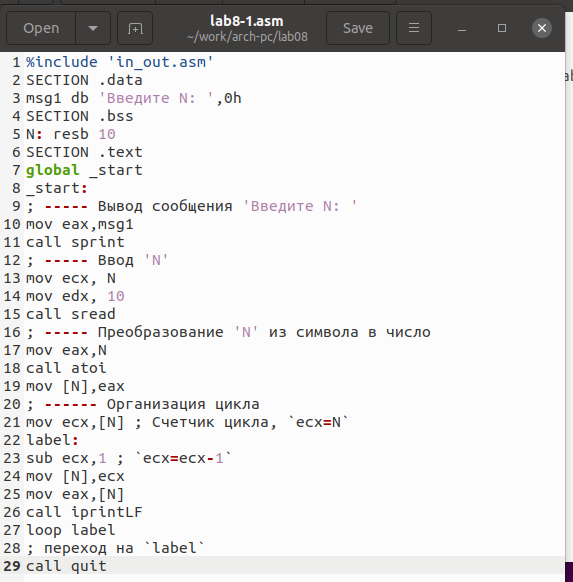 Open lab8-1.asm Save
~/work/arch-pc/lab08
1 %include 'in_out.asm'
2 SECTION .data
3 msg1 db 'Введите N: ',0h
4 SECTION .bss
5 N: resb 10
6 SECTION .text
7 global _start
8 _start:
9 ; ----- Вывод сообщения 'Введите N: '
10 mov eax,msg1
11 call sprint
12 ; ----- Ввод 'N'
13 mov ecx, N
14 mov edx, 10
15 call sread
16 ; ----- Преобразование 'N' из символа в число
17 mov eax,N
18 call atoi
19 mov [N],eax
20 ; ------ Организация цикла
21 mov ecx,[N] ; Счетчик цикла, `ecx=N`
22 label:
23 sub ecx,1 ; `ecx=ecx-1`
24 mov [N],ecx
25 mov eax,[N]
26 call iprintLF
27 loop label
28 ; переход на `label`
29 call quit